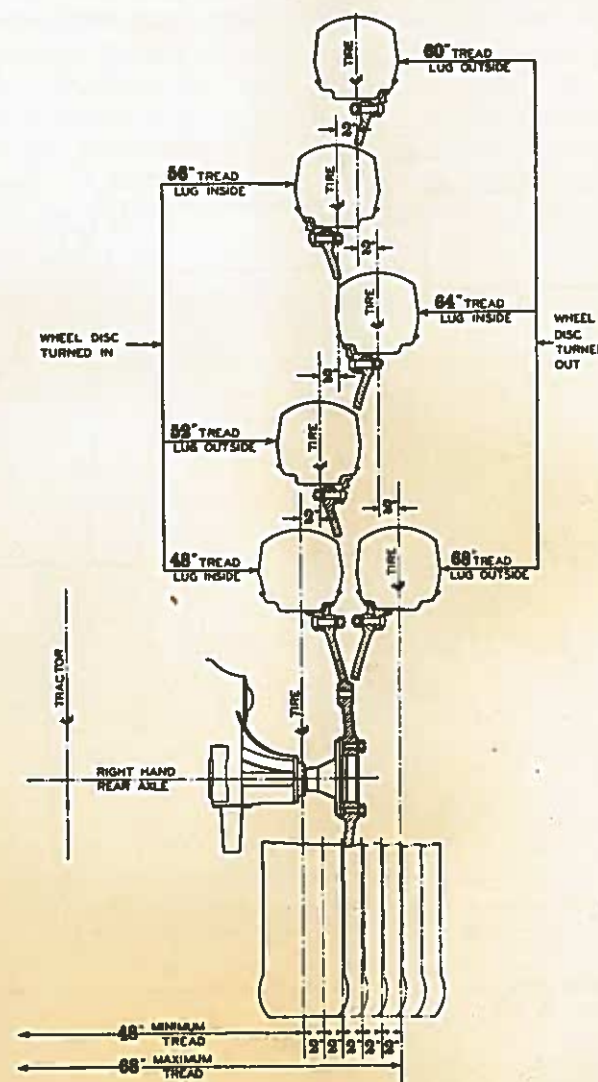 TIRE
60" TREAD
LUG OUTSIDE
2"
56" TREAD
LUG INSIDE
TIRE
2"
TIRE
64" TREAD
LUG INSIDE
WHEEL DISC
TURNED IN
WHEEL
DISC
TURNED
OUT
2"
TIRE
52" TREAD
LUG OUTSIDE
2"
2"
48" TREAD
LUG INSIDE
TIRE
68" TREAD
LUG OUTSIDE
TRACTOR
TIRE
RIGHT HAND
REAR AXLE
48" MINIMUM
TREAD
2" 2" 2" 2" 2"
68" MAXIMUM
TREAD